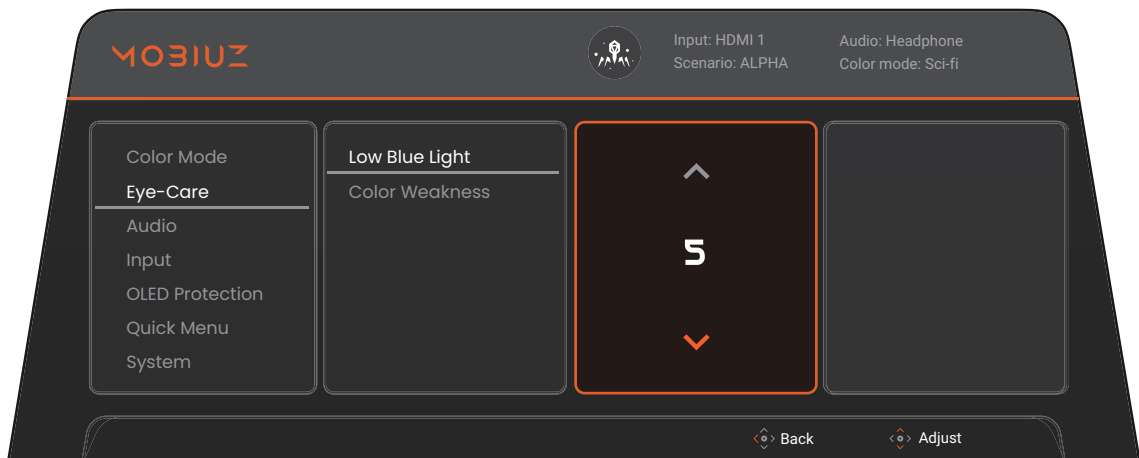 MOBIUZ
Input: HDMI 1
Scenario: ALPHA
Audio: Headphone
Color mode: Sci-fi
Color Mode
Eye-Care
Audio
Input
OLED Protection
Quick Menu
System
Low Blue Light
Color Weakness
5
Back
Adjust